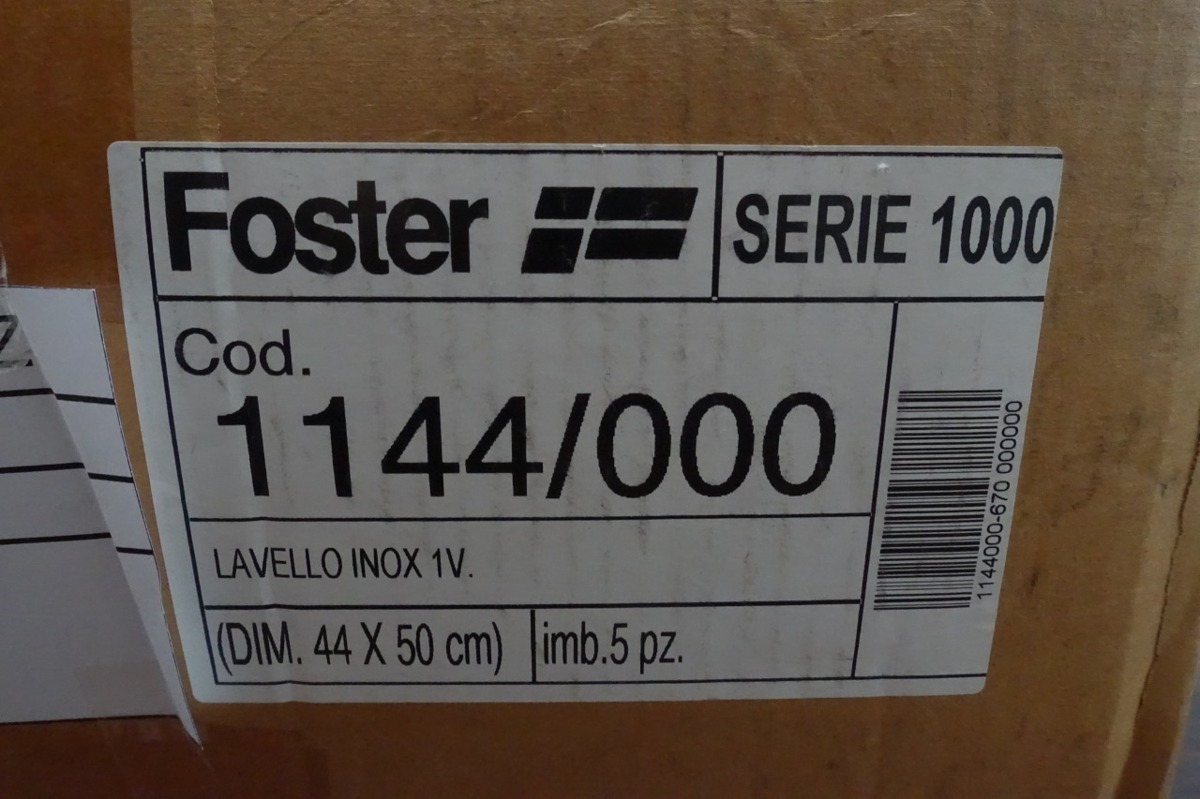 Foster
SERIE 1000
Cod.
1144/000
LAVELLO INOX 1V.
(DIM. 44 X 50 cm)
imb.5 pz.
1144000-670 000000